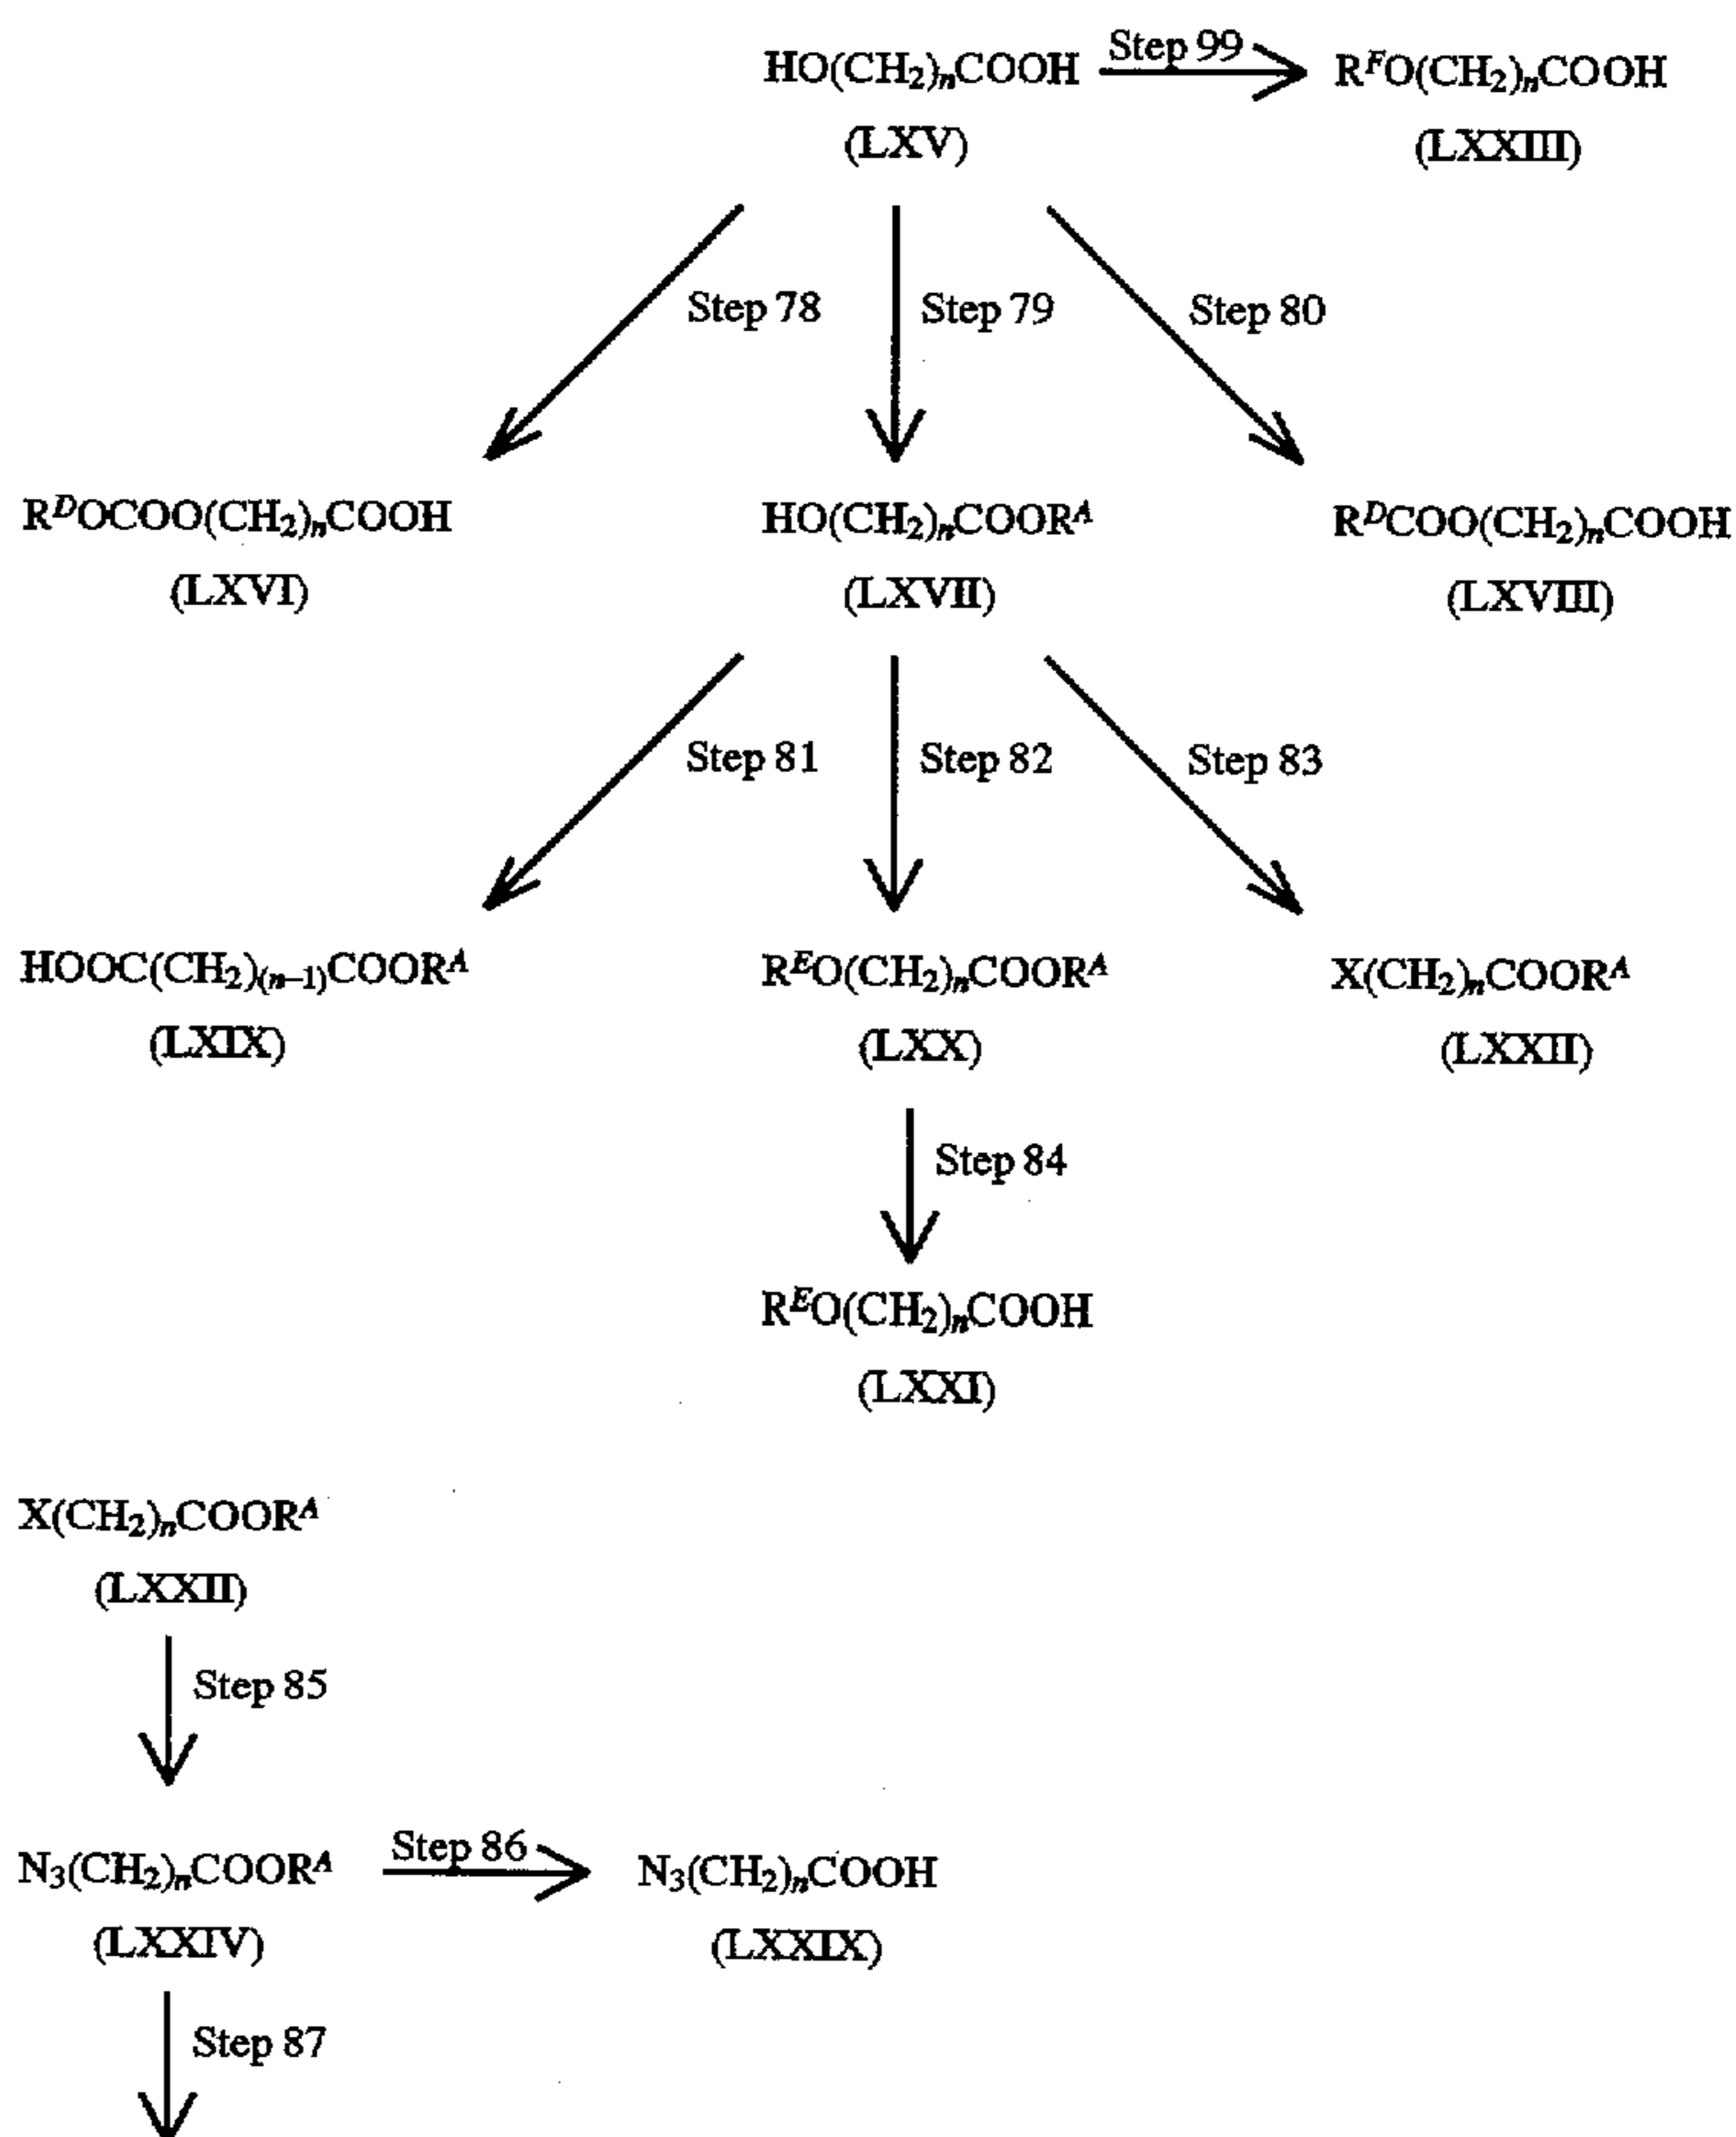 HO(CH₂)ₙCOOH Step 99 RᶠO(CH₂)ₙCOOH
(LXV) (LXXIII)
Step 78 Step 79 Step 80
RᴰOCOO(CH₂)ₙCOOH HO(CH₂)ₙCOORᴬ RᴰCOO(CH₂)ₙCOOH
(LXVI) (LXVII) (LXVIII)
Step 81 Step 82 Step 83
HOOC(CH₂)₍ₙ₋₁₎COORᴬ RᴱO(CH₂)ₙCOORᴬ X(CH₂)ₙCOORᴬ
(LXIX) (LXX) (LXXII)
Step 84
RᴱO(CH₂)ₙCOOH
(LXXI)
X(CH₂)ₙCOORᴬ
(LXXII)
Step 85
N₃(CH₂)ₙCOORᴬ Step 86 N₃(CH₂)ₙCOOH
(LXXIV) (LXXIX)
Step 87